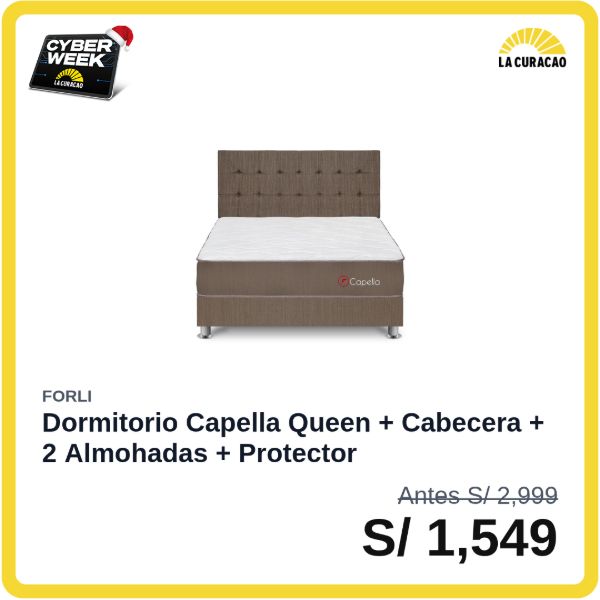 CYBER
WEEK
LA CURACAO
LA CURACAO
Capella
FORLI
Dormitorio Capella Queen + Cabecera +
2 Almohadas + Protector
Antes S/ 2,999
S/ 1,549